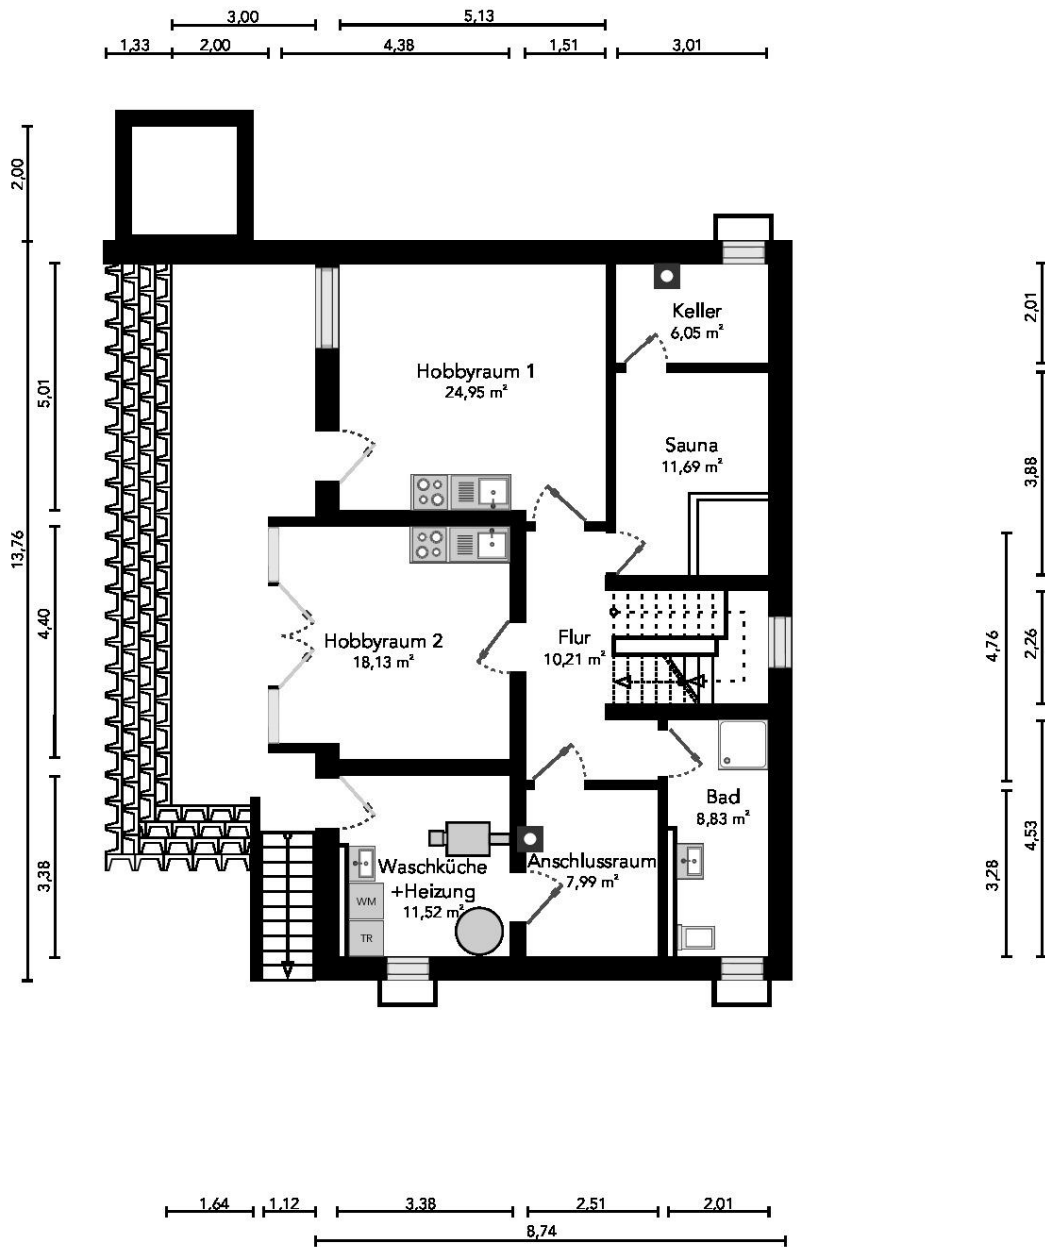 3,00
5,13
1,33
2,00
4,38
1,51
3,01
2,00
13,76
5,01
4,40
3,38
2,01
3,88
2,26
4,76
4,53
3,28
Keller
6,05 m²
Hobbyraum 1
24,95 m²
Sauna
11,69 m²
Hobbyraum 2
18,13 m²
Flur
10,21 m²
Bad
8,83 m²
Waschküche
+Heizung
11,52 m²
Anschlussraum
7,99 m²
WM
TR
1,64
1,12
3,38
2,51
2,01
8,74